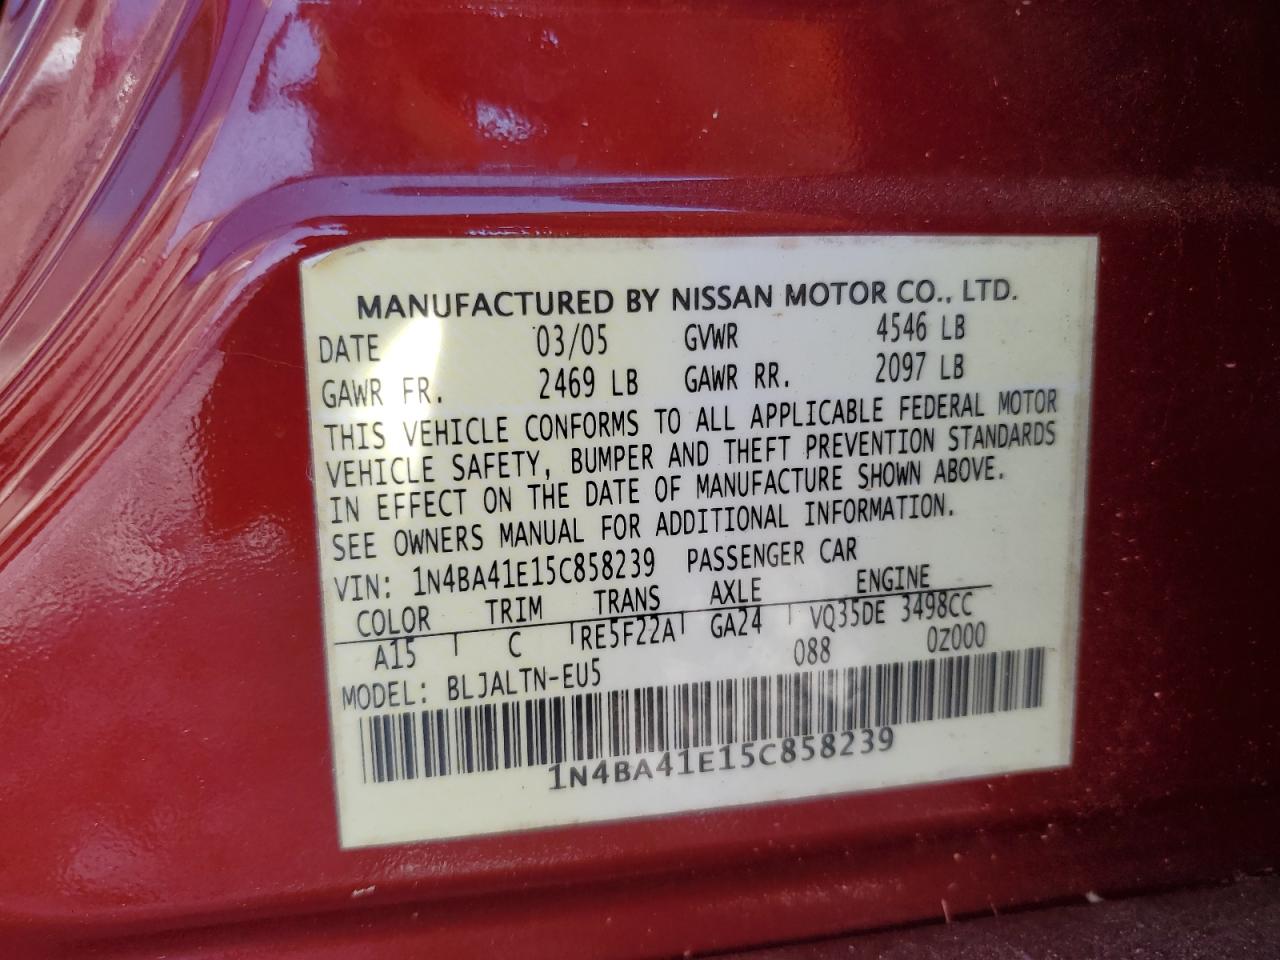 MANUFACTURED BY NISSAN MOTOR CO., LTD.
DATE 03/05 GVWR 4546 LB
GAWR FR. 2469 LB GAWR RR. 2097 LB
THIS VEHICLE CONFORMS TO ALL APPLICABLE FEDERAL MOTOR
VEHICLE SAFETY, BUMPER AND THEFT PREVENTION STANDARDS
IN EFFECT ON THE DATE OF MANUFACTURE SHOWN ABOVE.
SEE OWNERS MANUAL FOR ADDITIONAL INFORMATION.
VIN: 1N4BA41E15C858239 PASSENGER CAR
COLOR TRIM TRANS AXLE ENGINE
A15 C RE5F22A GA24 VQ35DE 3498CC
088 0Z000
MODEL: BLJALTN-EU5
1N4BA41E15C858239